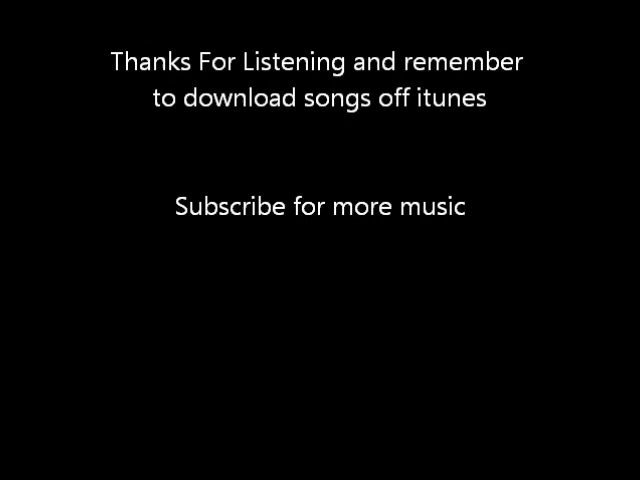 Thanks For Listening and remember
to download songs off itunes
Subscribe for more music